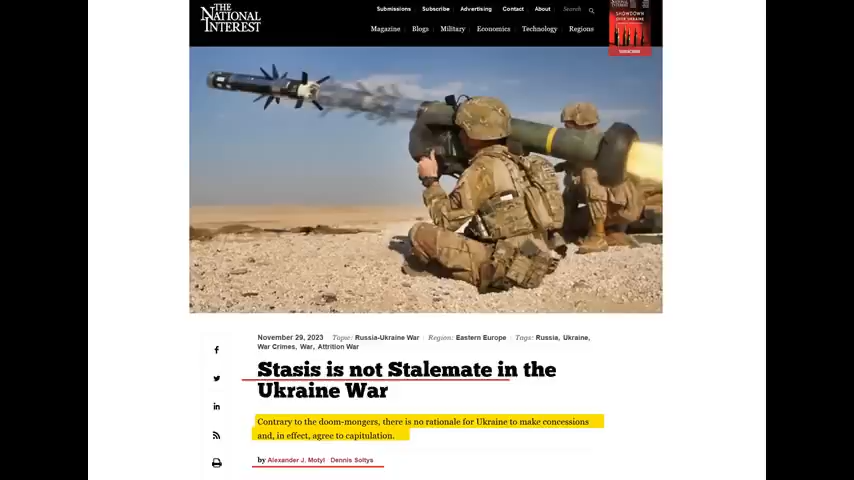 THE
NATIONAL
INTEREST
Submissions Subscribe Advertising Contact About Search
Magazine Blogs Military Economics Technology Regions
SHOWDOWN
OVER UKRAINE
November 29, 2023 Topic: Russia-Ukraine War Region: Eastern Europe Tags: Russia, Ukraine,
War Crimes, War, Attrition War
Stasis is not Stalemate in the
Ukraine War
Contrary to the doom-mongers, there is no rationale for Ukraine to make concessions
and, in effect, agree to capitulation.
by Alexander J. Motyl Dennis Soltys